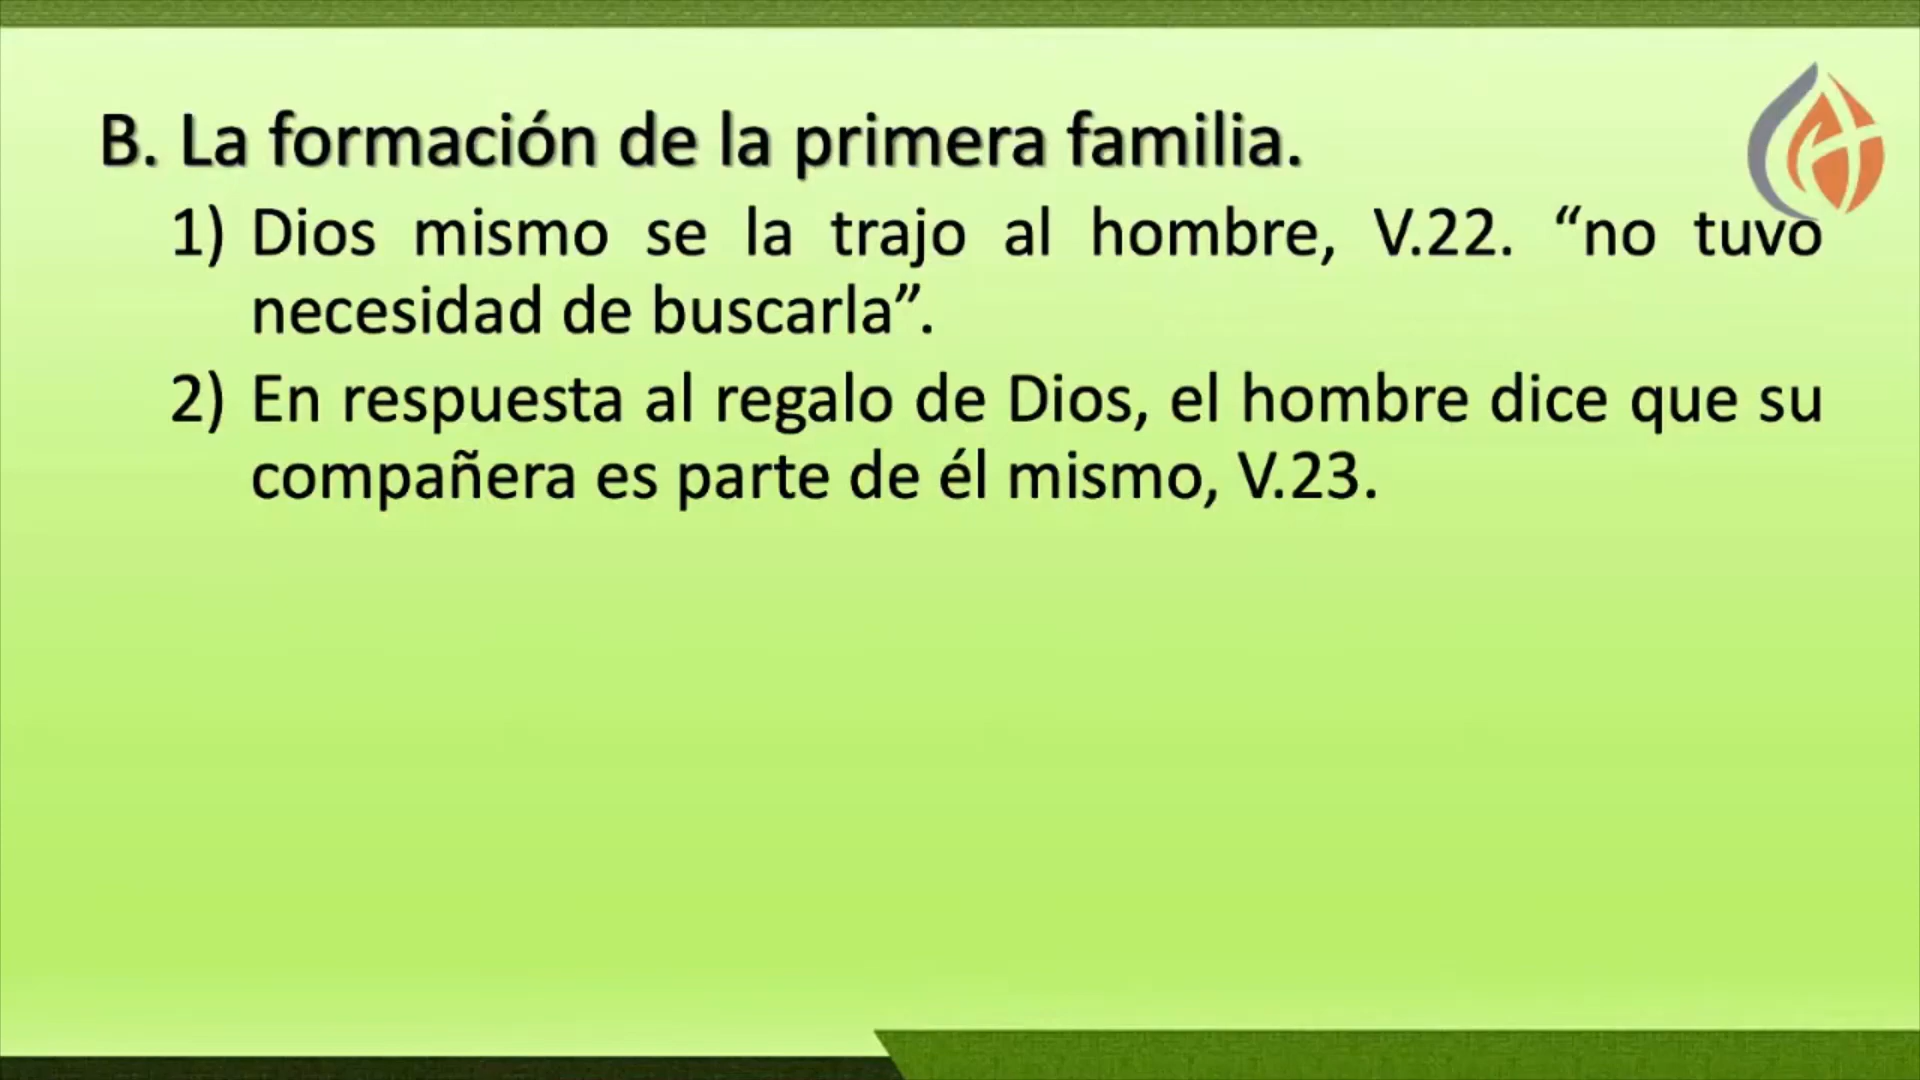 B. La formación de la primera familia.
1) Dios mismo se la trajo al hombre, V.22. “no tuvo
necesidad de buscarla”.
2) En respuesta al regalo de Dios, el hombre dice que su
compañera es parte de él mismo, V.23.